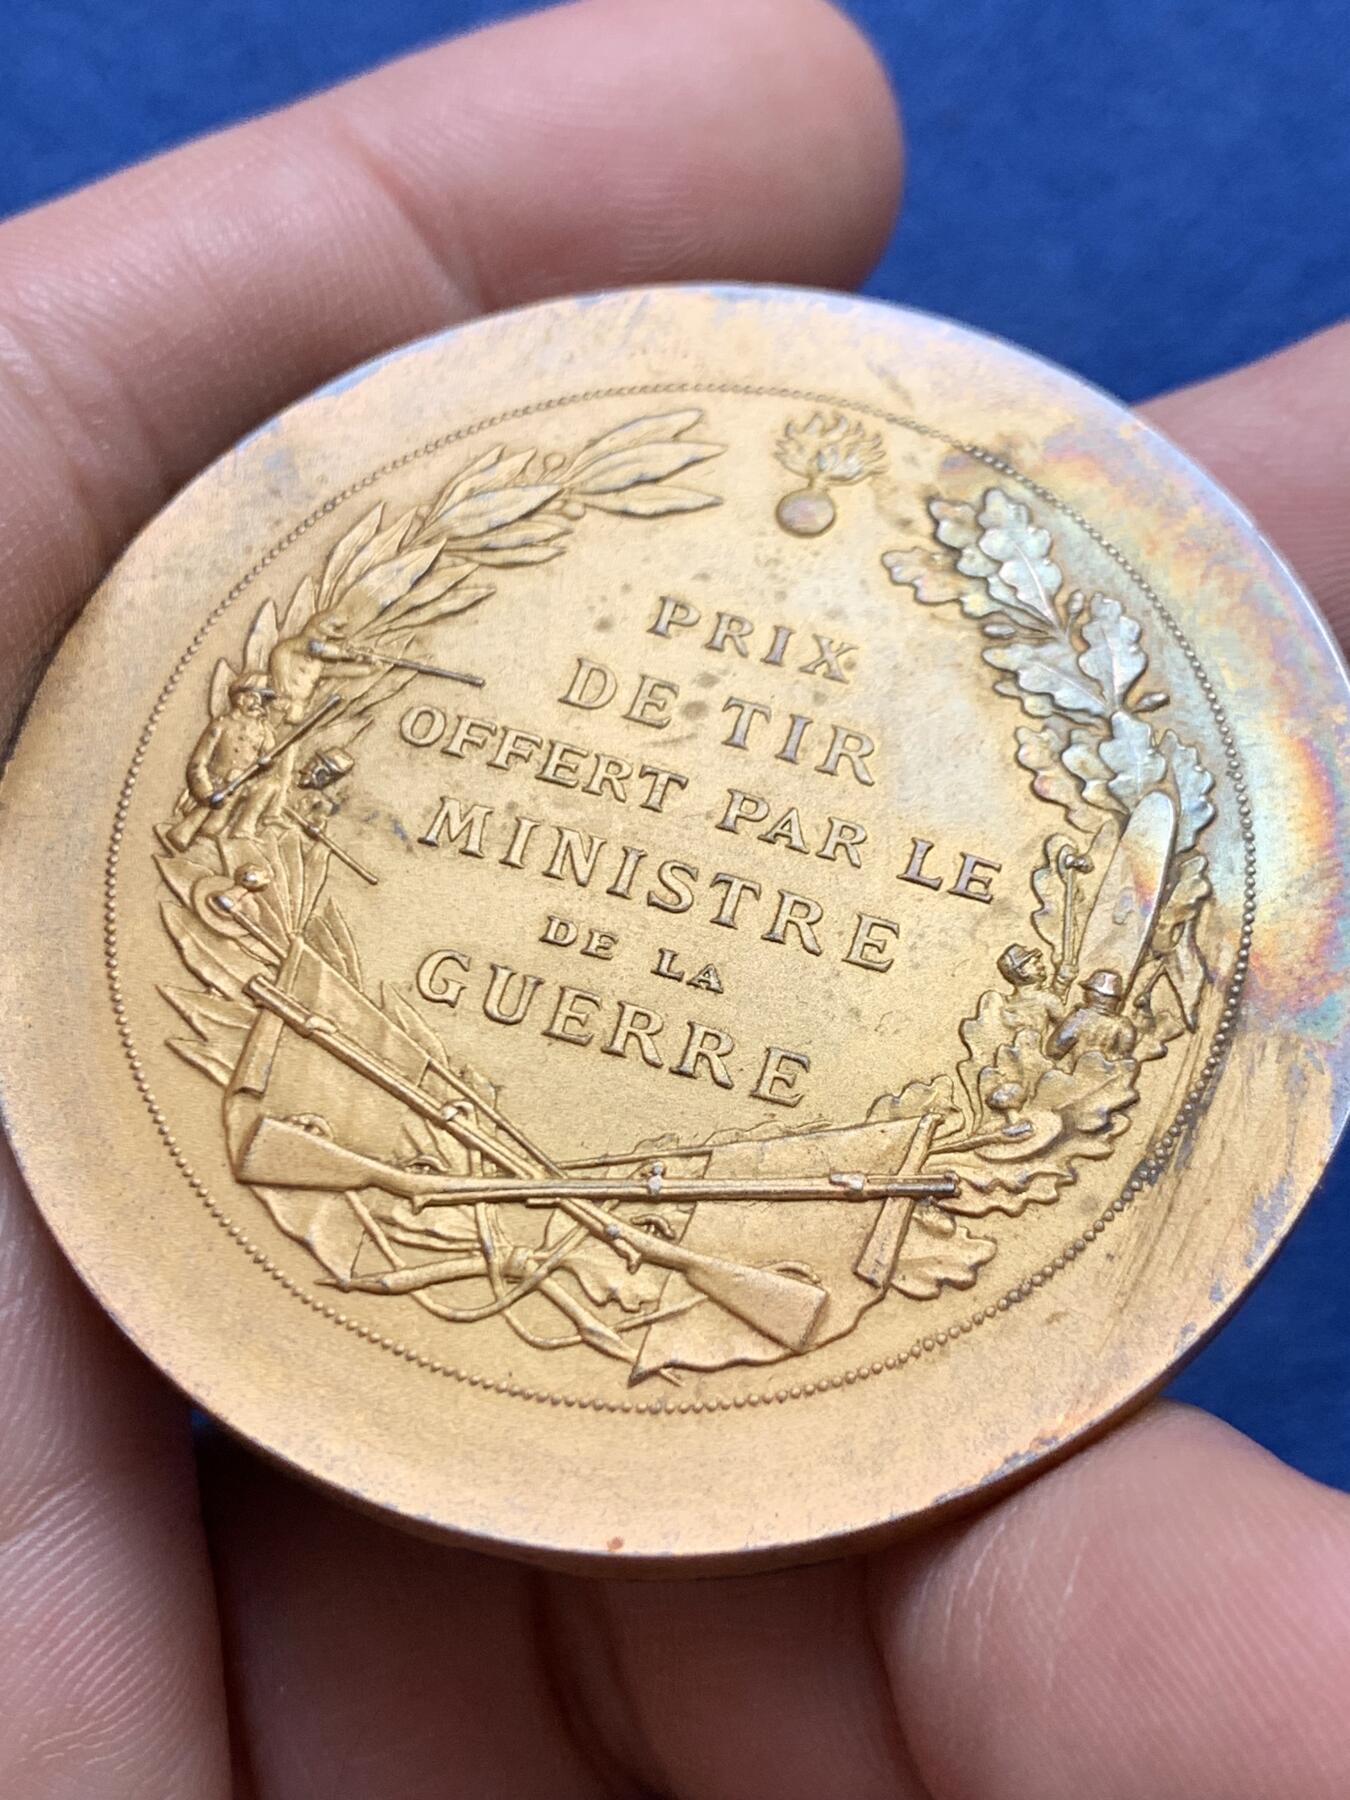 PRIX
DE TIR
OFFERT PAR LE
MINISTRE
DE LA
GUERRE